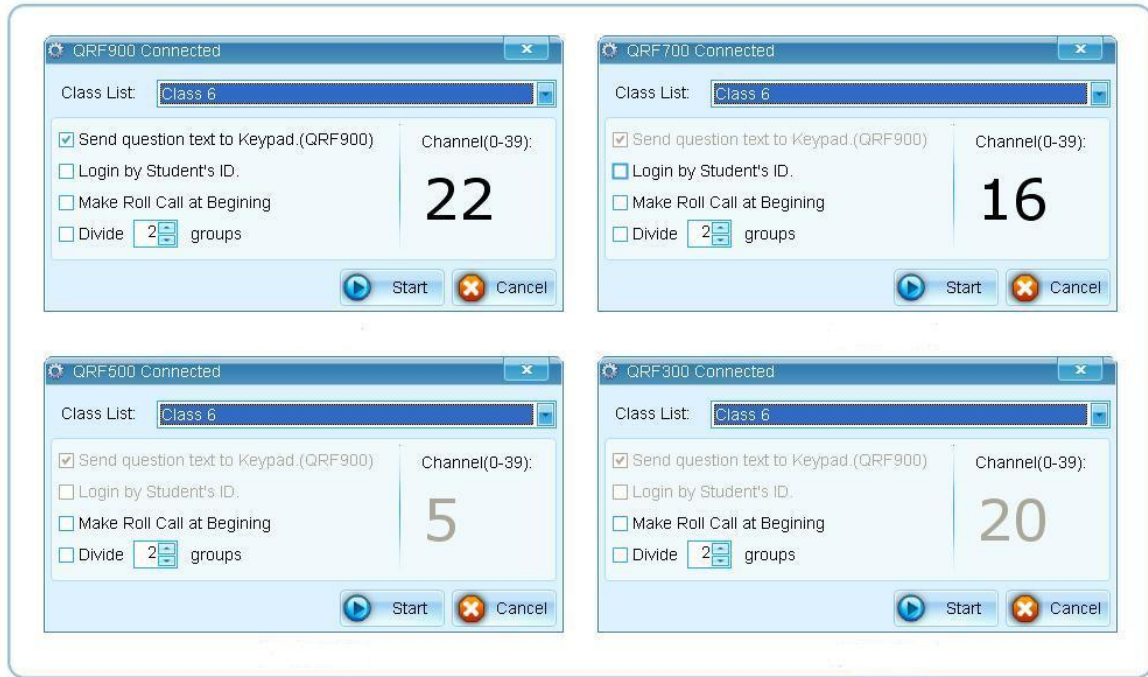 QRF900 Connected
Class List: Class 6
Send question text to Keypad.(QRF900)
Login by Student's ID.
Make Roll Call at Begining
Divide 2 groups
Channel(0-39):
22
Start Cancel
QRF700 Connected
Class List: Class 6
Send question text to Keypad.(QRF900)
Login by Student's ID.
Make Roll Call at Begining
Divide 2 groups
Channel(0-39):
16
Start Cancel
QRF500 Connected
Class List: Class 6
Send question text to Keypad.(QRF900)
Login by Student's ID.
Make Roll Call at Begining
Divide 2 groups
Channel(0-39):
5
Start Cancel
QRF300 Connected
Class List: Class 6
Send question text to Keypad.(QRF900)
Login by Student's ID.
Make Roll Call at Begining
Divide 2 groups
Channel(0-39):
20
Start Cancel